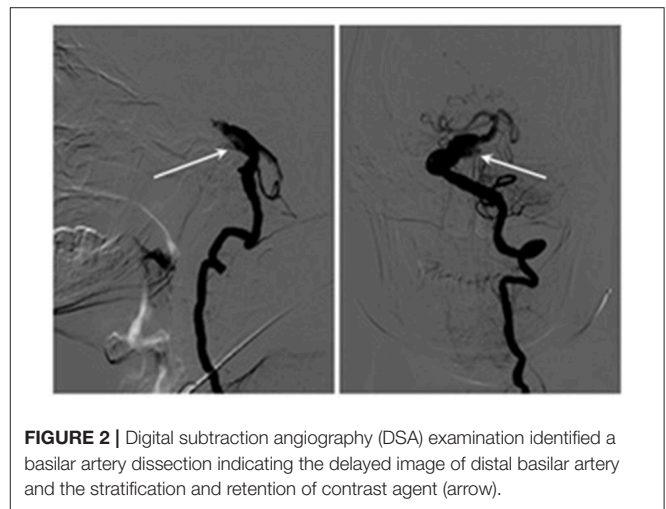 FIGURE 2 | Digital subtraction angiography (DSA) examination identified a
basilar artery dissection indicating the delayed image of distal basilar artery
and the stratification and retention of contrast agent (arrow).